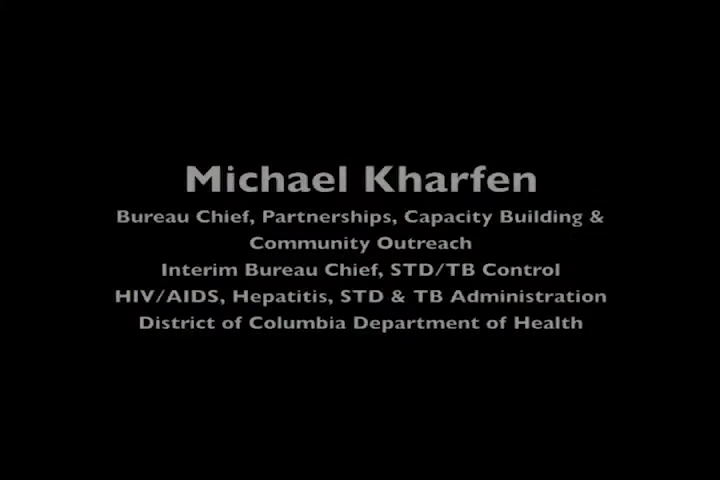 Michael Kharfen
Bureau Chief, Partnerships, Capacity Building &
Community Outreach
Interim Bureau Chief, STD/TB Control
HIV/AIDS, Hepatitis, STD & TB Administration
District of Columbia Department of Health